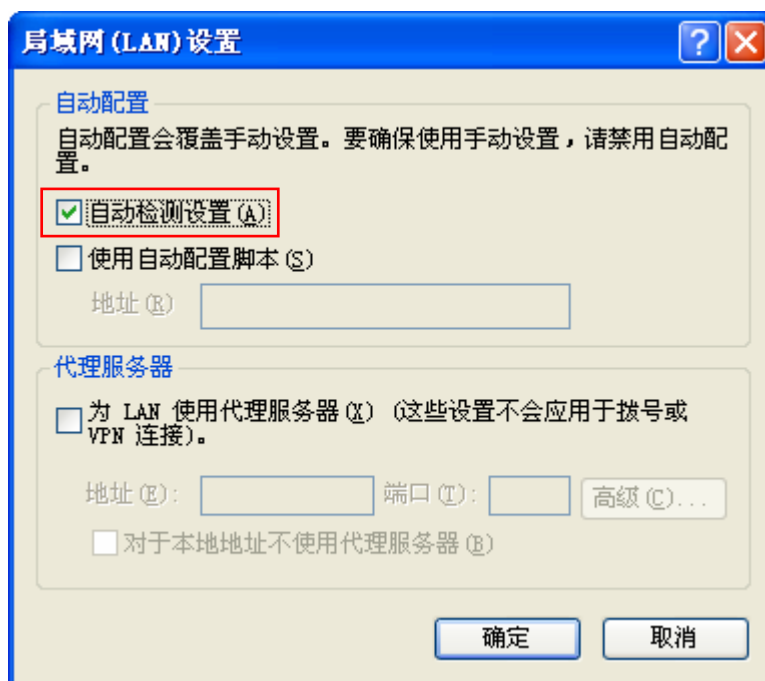 局域网(LAN)设置
自动配置
自动配置会覆盖手动设置。要确保使用手动设置，请禁用自动配
置。
自动检测设置(A)
使用自动配置脚本(S)
地址(R)
代理服务器
为 LAN 使用代理服务器(X) (这些设置不会应用于拨号或
VPN 连接)。
地址(E): 端口(T): 高级(C)...
对于本地地址不使用代理服务器(B)
确定 取消